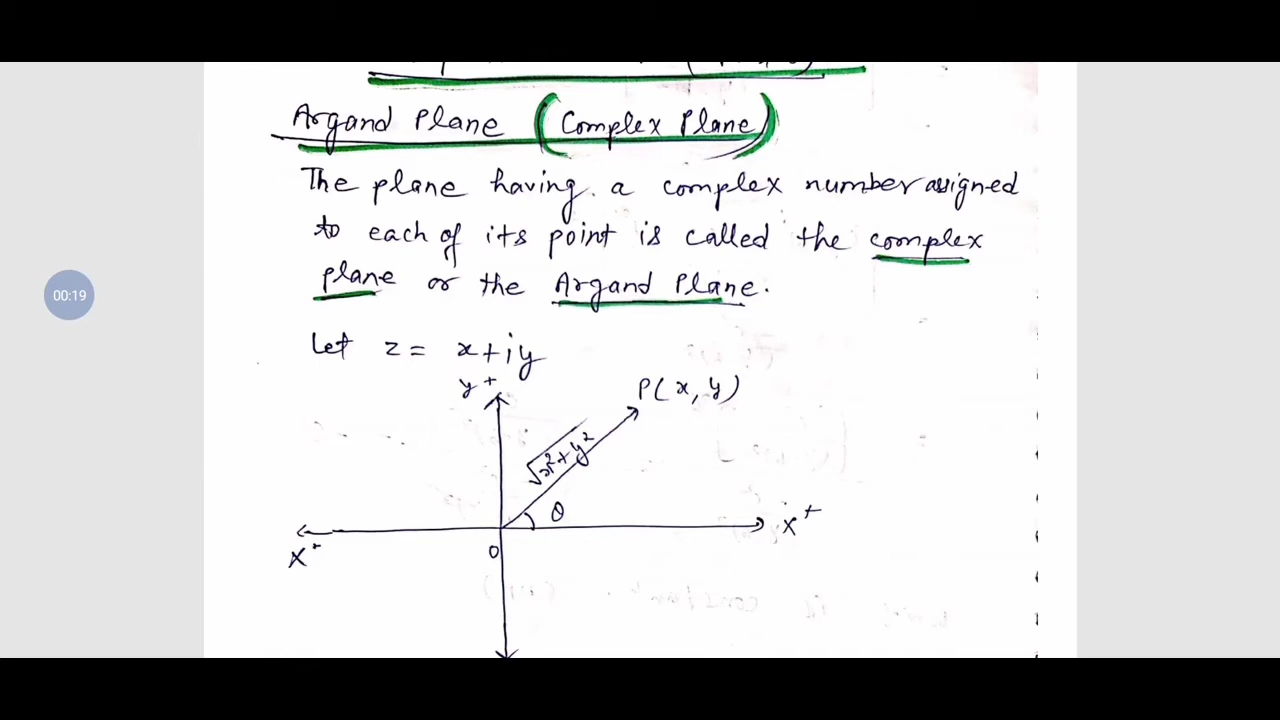 Argand Plane (Complex Plane)
The plane having a complex number assigned
to each of its point is called the complex
plane or the Argand Plane.
00:19
Let z = x+iy
y+
P(x, y)
√x²+y²
θ
X+
O
X-